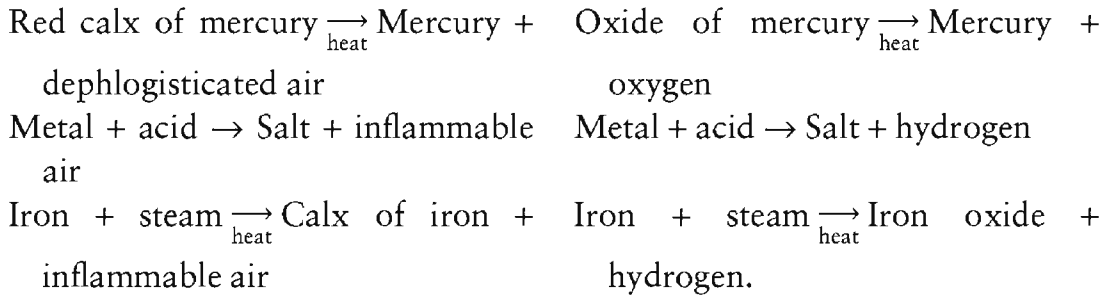 Red calx of mercury ⟶ heat Mercury +
dephlogisticated air
Metal + acid → Salt + inflammable
air
Iron + steam ⟶ heat Calx of iron +
inflammable air
Oxide of mercury ⟶ heat Mercury +
oxygen
Metal + acid → Salt + hydrogen
Iron + steam ⟶ heat Iron oxide +
hydrogen.